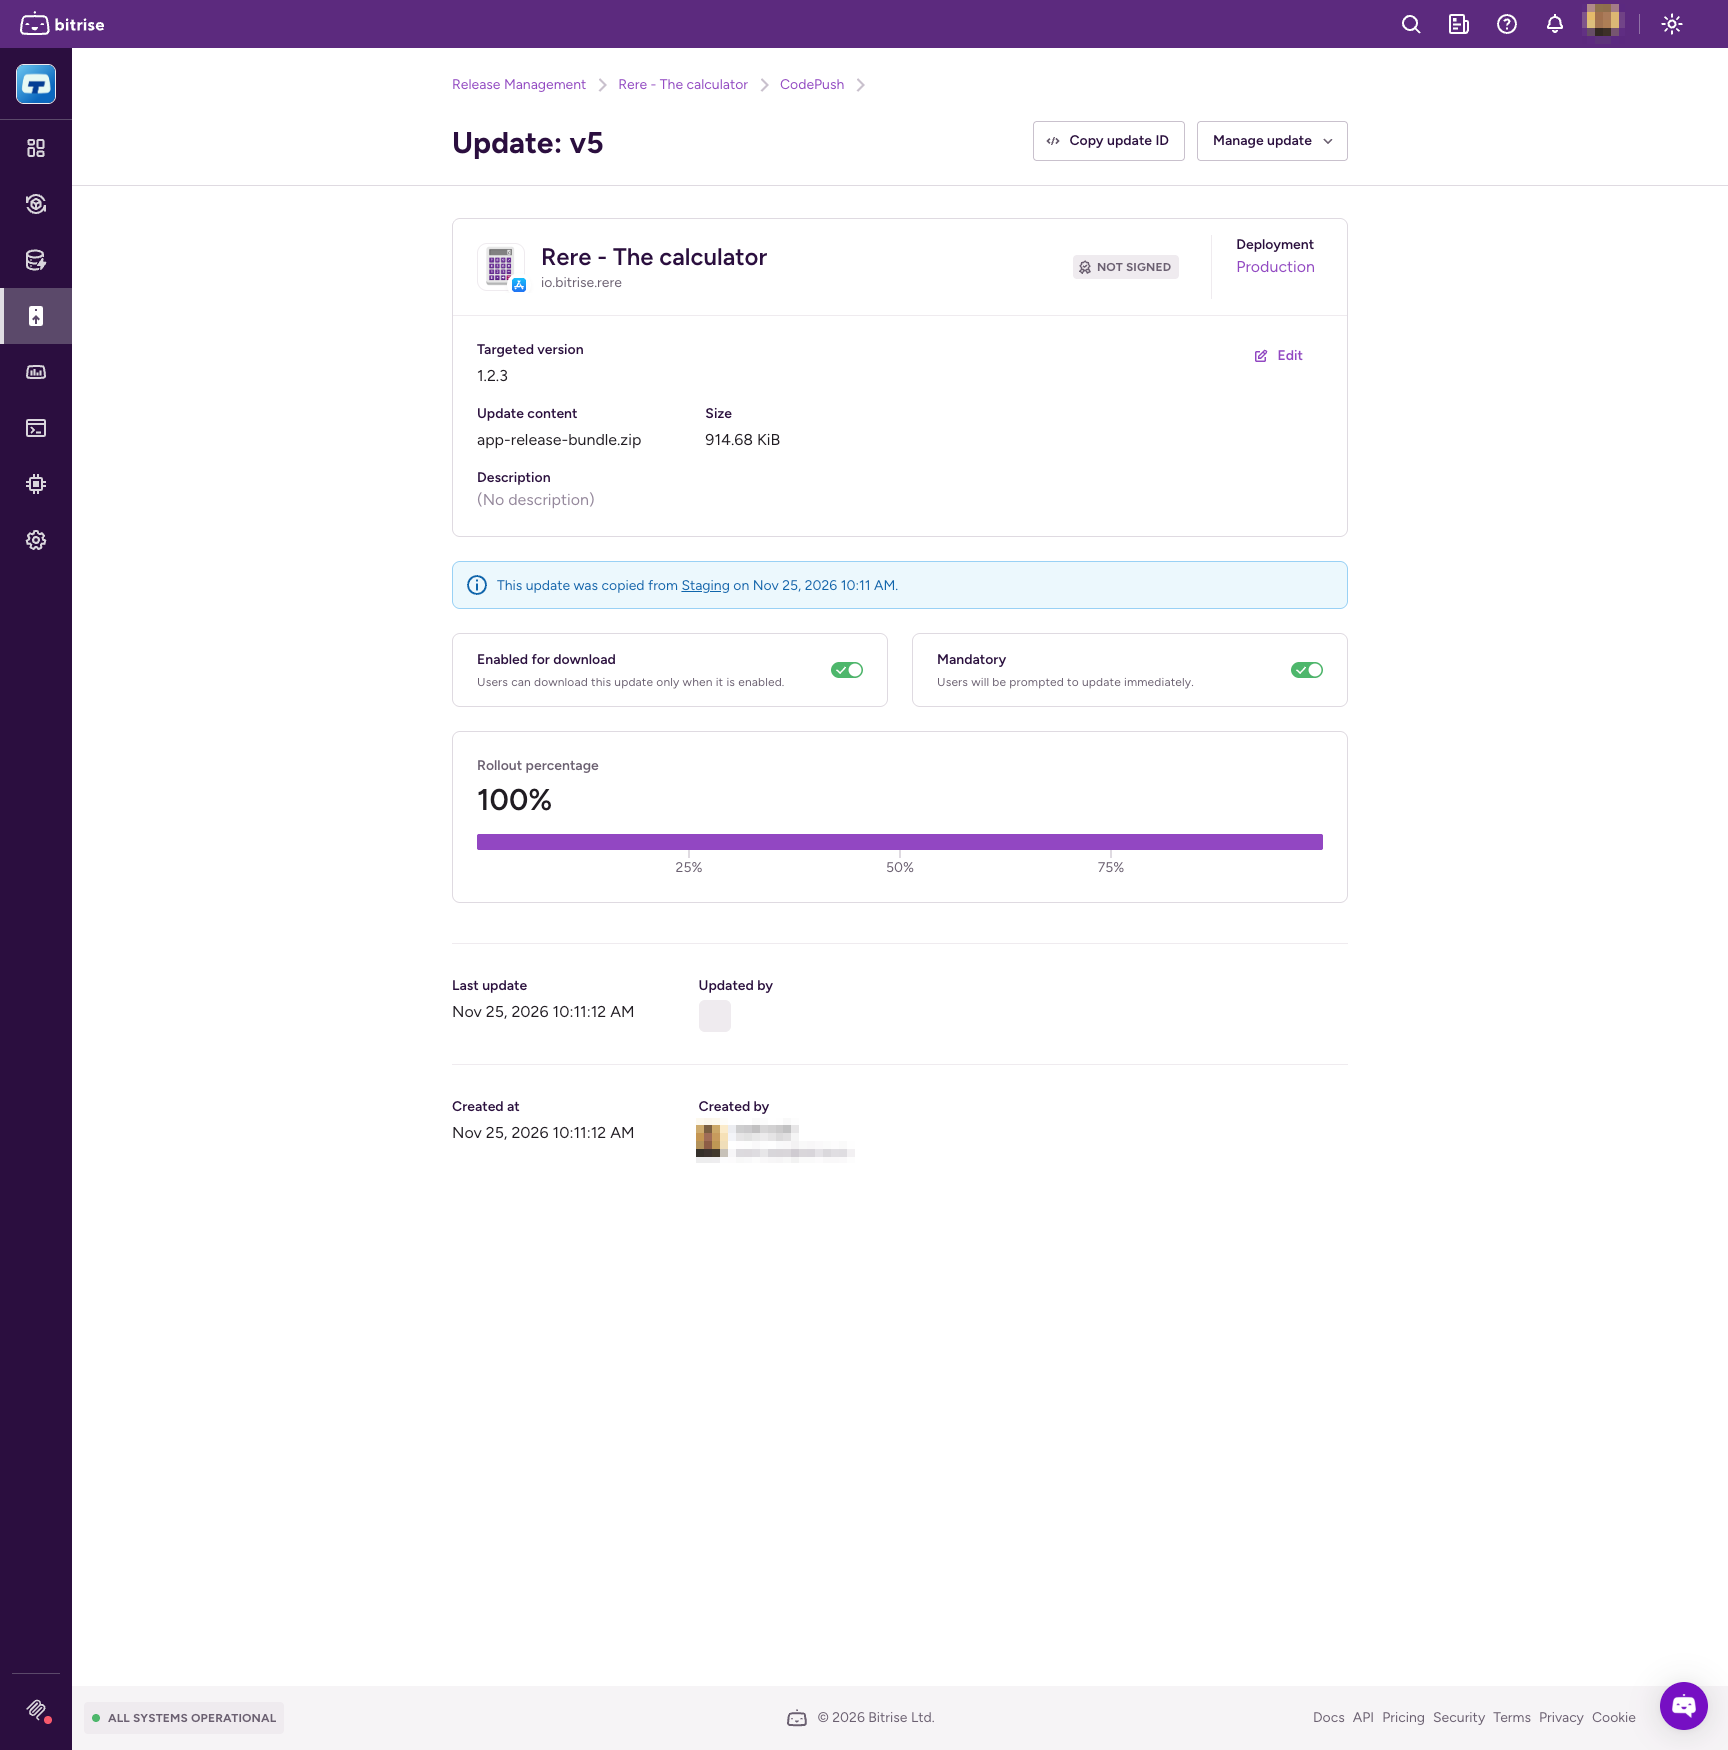 bitrise
Release Management
Rere - The calculator
CodePush
Update: v5
Copy update ID
Manage update
Rere - The calculator
io.bitrise.rere
NOT SIGNED
Deployment
Production
Targeted version
1.2.3
Edit
Update content
Size
app-release-bundle.zip
914.68 KiB
Description
(No description)
This update was copied from Staging on Nov 25, 2026 10:11 AM.
Enabled for download
Users can download this update only when it is enabled.
Mandatory
Users will be prompted to update immediately.
Rollout percentage
100%
25%
50%
75%
Last update
Updated by
Nov 25, 2026 10:11:12 AM
Created at
Created by
Nov 25, 2026 10:11:12 AM
ALL SYSTEMS OPERATIONAL
© 2026 Bitrise Ltd.
Docs API Pricing Security Terms Privacy Cookie